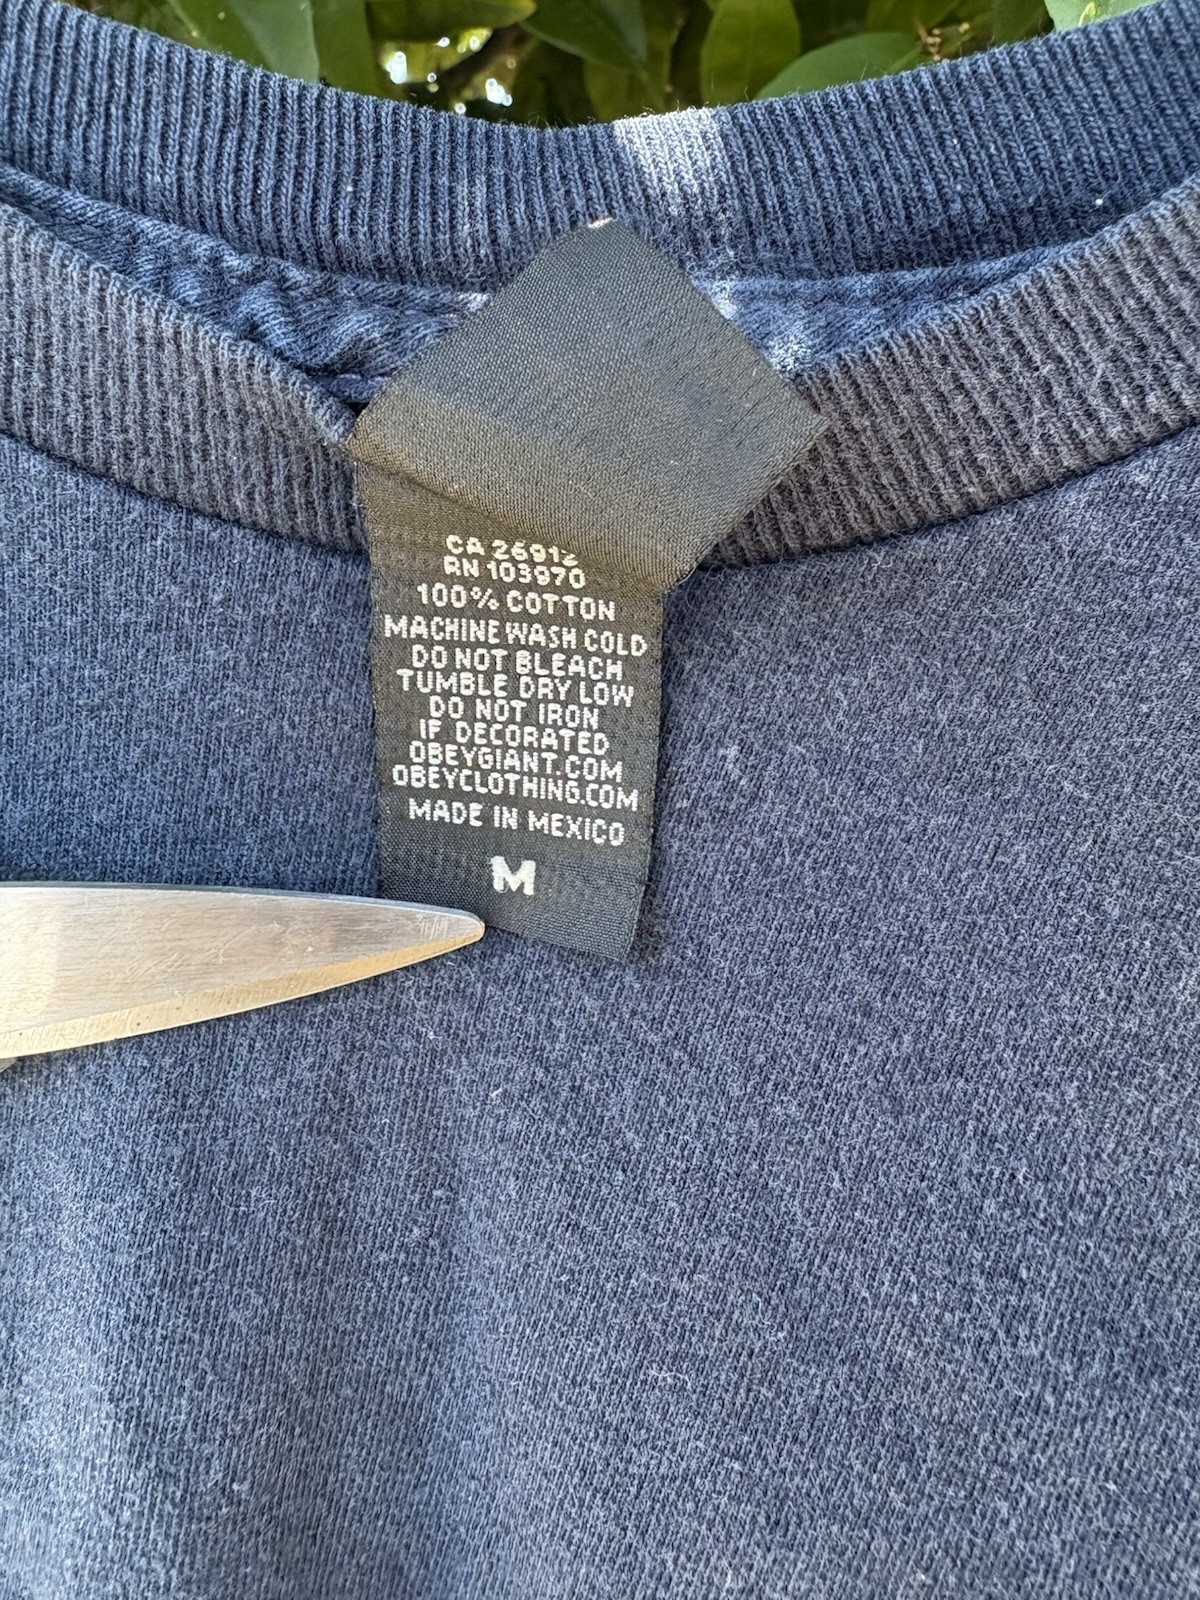 CA 26912
RN 103970
100% COTTON
MACHINE WASH COLD
DO NOT BLEACH
TUMBLE DRY LOW
DO NOT IRON
IF DECORATED
OBEYGIANT.COM
OBEYCLOTHING.COM
MADE IN MEXICO
M